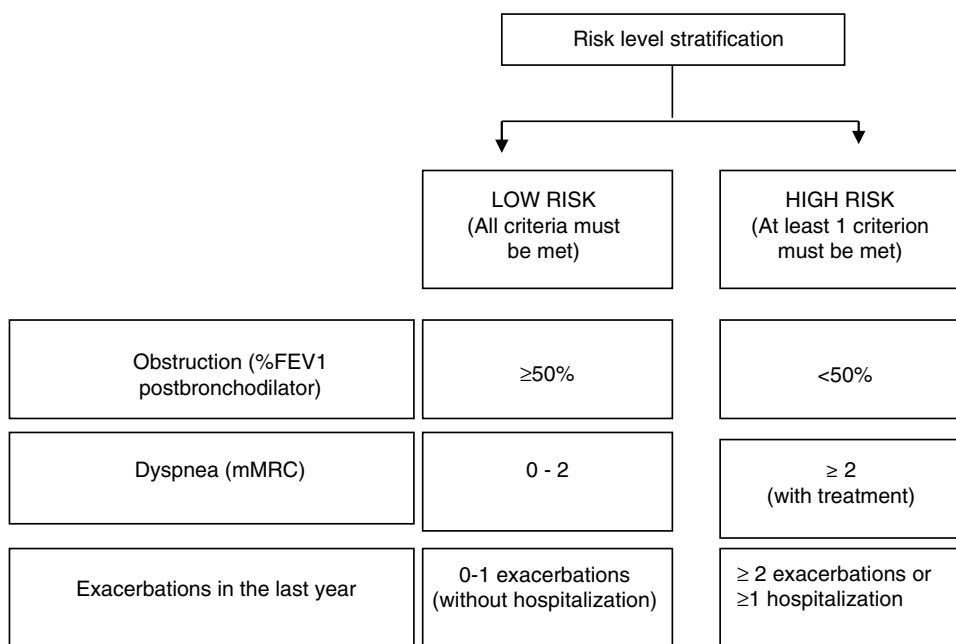 Risk level stratification
LOW RISK
(All criteria must
be met)
HIGH RISK
(At least 1 criterion
must be met)
Obstruction (%FEV1
postbronchodilator)
≥50%
<50%
Dyspnea (mMRC)
0 - 2
≥ 2
(with treatment)
Exacerbations in the last year
0-1 exacerbations
(without hospitalization)
≥ 2 exacerbations or
≥1 hospitalization